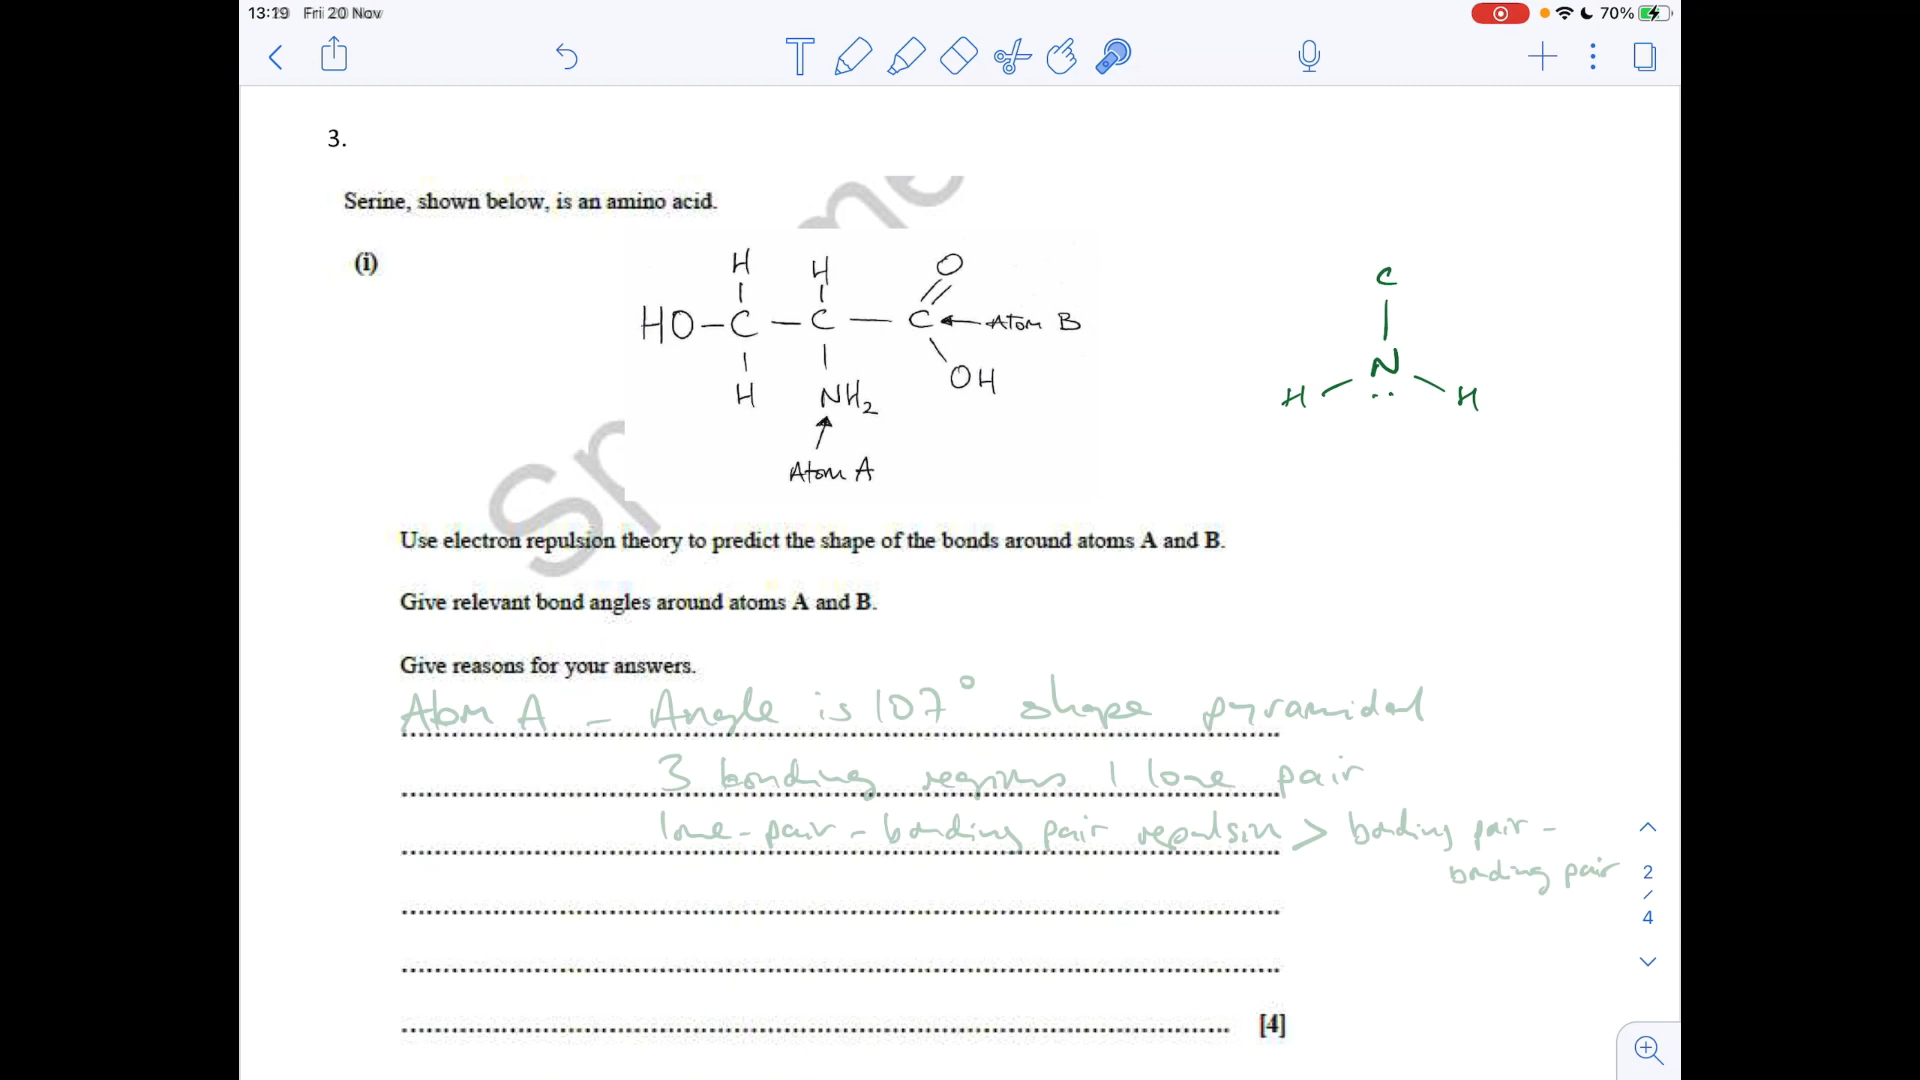 13:19 Fri 20 Nov
70%
3.
Serine, shown below, is an amino acid.
(i)
H H O
HO-C-C-C Atom B
H NH2 OH
Atom A
C
N
H H
Use electron repulsion theory to predict the shape of the bonds around atoms A and B.
Give relevant bond angles around atoms A and B.
Give reasons for your answers.
Atom A - Angle is 107° shape pyramidal
3 bonding regions 1 lone pair
lone-pair-bonding pair repulsion > bonding pair-
bonding pair
2
/
4
[4]